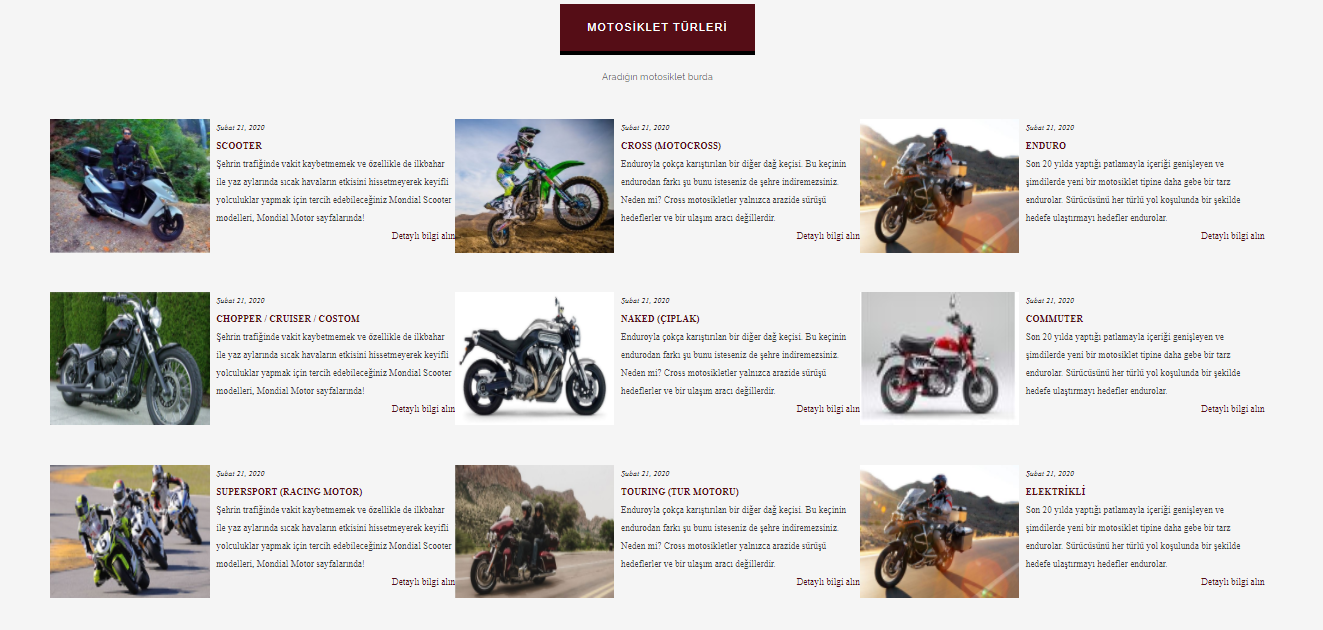 MOTOSİKLET TÜRLERİ
Aradığın motosiklet burda
Şubat 21, 2020
SCOOTER
Şehrin trafiğinde vakit kaybetmemek ve özellikle de ilkbahar
ile yaz aylarında sıcak havaların etkisini hissetmeyerek keyifli
yolculuklar yapmak için tercih edebileceğiniz Mondial Scooter
modelleri, Mondial Motor sayfalarında!
Detaylı bilgi alın
Şubat 21, 2020
CROSS (MOTOCROSS)
Enduroyla çokça karıştırılan bir diğer dağ keçisi. Bu keçinin
endurodan farkı şu bunu isteseniz de şehre indiremezsiniz.
Neden mi? Cross motosikletler yalnızca arazide sürüşü
hedeflerler ve bir ulaşım aracı değillerdir.
Detaylı bilgi alın
Şubat 21, 2020
ENDURO
Son 20 yılda yaptığı patlamayla içeriği genişleyen ve
şimdilerde yeni bir motosiklet tipine daha gebe bir tarz
endurolar. Sürücüsünü her türlü yol koşulunda bir şekilde
hedefe ulaştırmayı hedefler endurolar.
Detaylı bilgi alın
Şubat 21, 2020
CHOPPER / CRUISER / COSTOM
Şehrin trafiğinde vakit kaybetmemek ve özellikle de ilkbahar
ile yaz aylarında sıcak havaların etkisini hissetmeyerek keyifli
yolculuklar yapmak için tercih edebileceğiniz Mondial Scooter
modelleri, Mondial Motor sayfalarında!
Detaylı bilgi alın
Şubat 21, 2020
NAKED (ÇIPLAK)
Enduroyla çokça karıştırılan bir diğer dağ keçisi. Bu keçinin
endurodan farkı şu bunu isteseniz de şehre indiremezsiniz.
Neden mi? Cross motosikletler yalnızca arazide sürüşü
hedeflerler ve bir ulaşım aracı değillerdir.
Detaylı bilgi alın
Şubat 21, 2020
COMMUTER
Son 20 yılda yaptığı patlamayla içeriği genişleyen ve
şimdilerde yeni bir motosiklet tipine daha gebe bir tarz
endurolar. Sürücüsünü her türlü yol koşulunda bir şekilde
hedefe ulaştırmayı hedefler endurolar.
Detaylı bilgi alın
Şubat 21, 2020
SUPERSPORT (RACING MOTOR)
Şehrin trafiğinde vakit kaybetmemek ve özellikle de ilkbahar
ile yaz aylarında sıcak havaların etkisini hissetmeyerek keyifli
yolculuklar yapmak için tercih edebileceğiniz Mondial Scooter
modelleri, Mondial Motor sayfalarında!
Detaylı bilgi alın
Şubat 21, 2020
TOURING (TUR MOTORU)
Enduroyla çokça karıştırılan bir diğer dağ keçisi. Bu keçinin
endurodan farkı şu bunu isteseniz de şehre indiremezsiniz.
Neden mi? Cross motosikletler yalnızca arazide sürüşü
hedeflerler ve bir ulaşım aracı değillerdir.
Detaylı bilgi alın
Şubat 21, 2020
ELEKTRİKLİ
Son 20 yılda yaptığı patlamayla içeriği genişleyen ve
şimdilerde yeni bir motosiklet tipine daha gebe bir tarz
endurolar. Sürücüsünü her türlü yol koşulunda bir şekilde
hedefe ulaştırmayı hedefler endurolar.
Detaylı bilgi alın